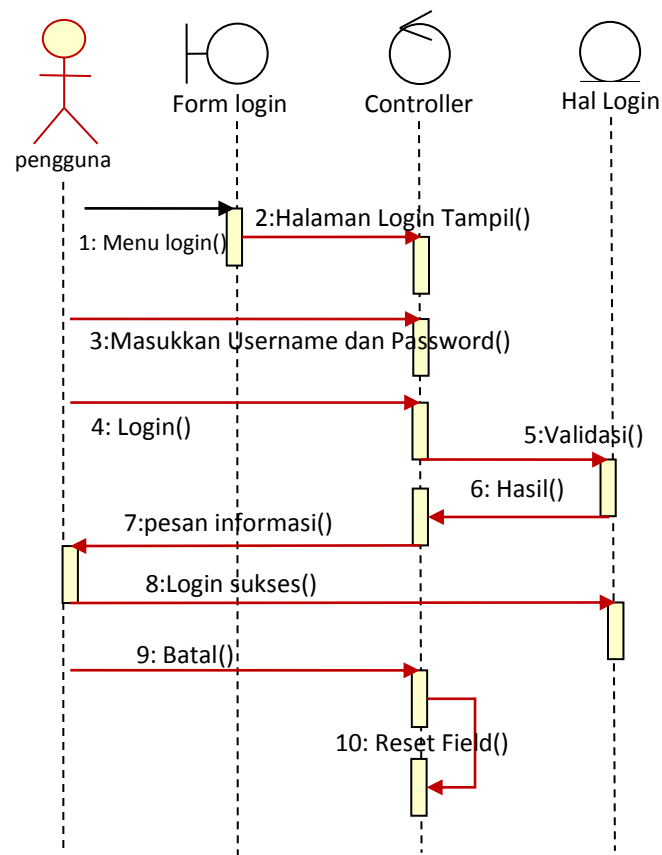 Form login
Controller
Hal Login
pengguna
2:Halaman Login Tampil()
1: Menu login()
3:Masukkan Username dan Password()
4: Login()
5:Validasi()
6: Hasil()
7:pesan informasi()
8:Login sukses()
9: Batal()
10: Reset Field()